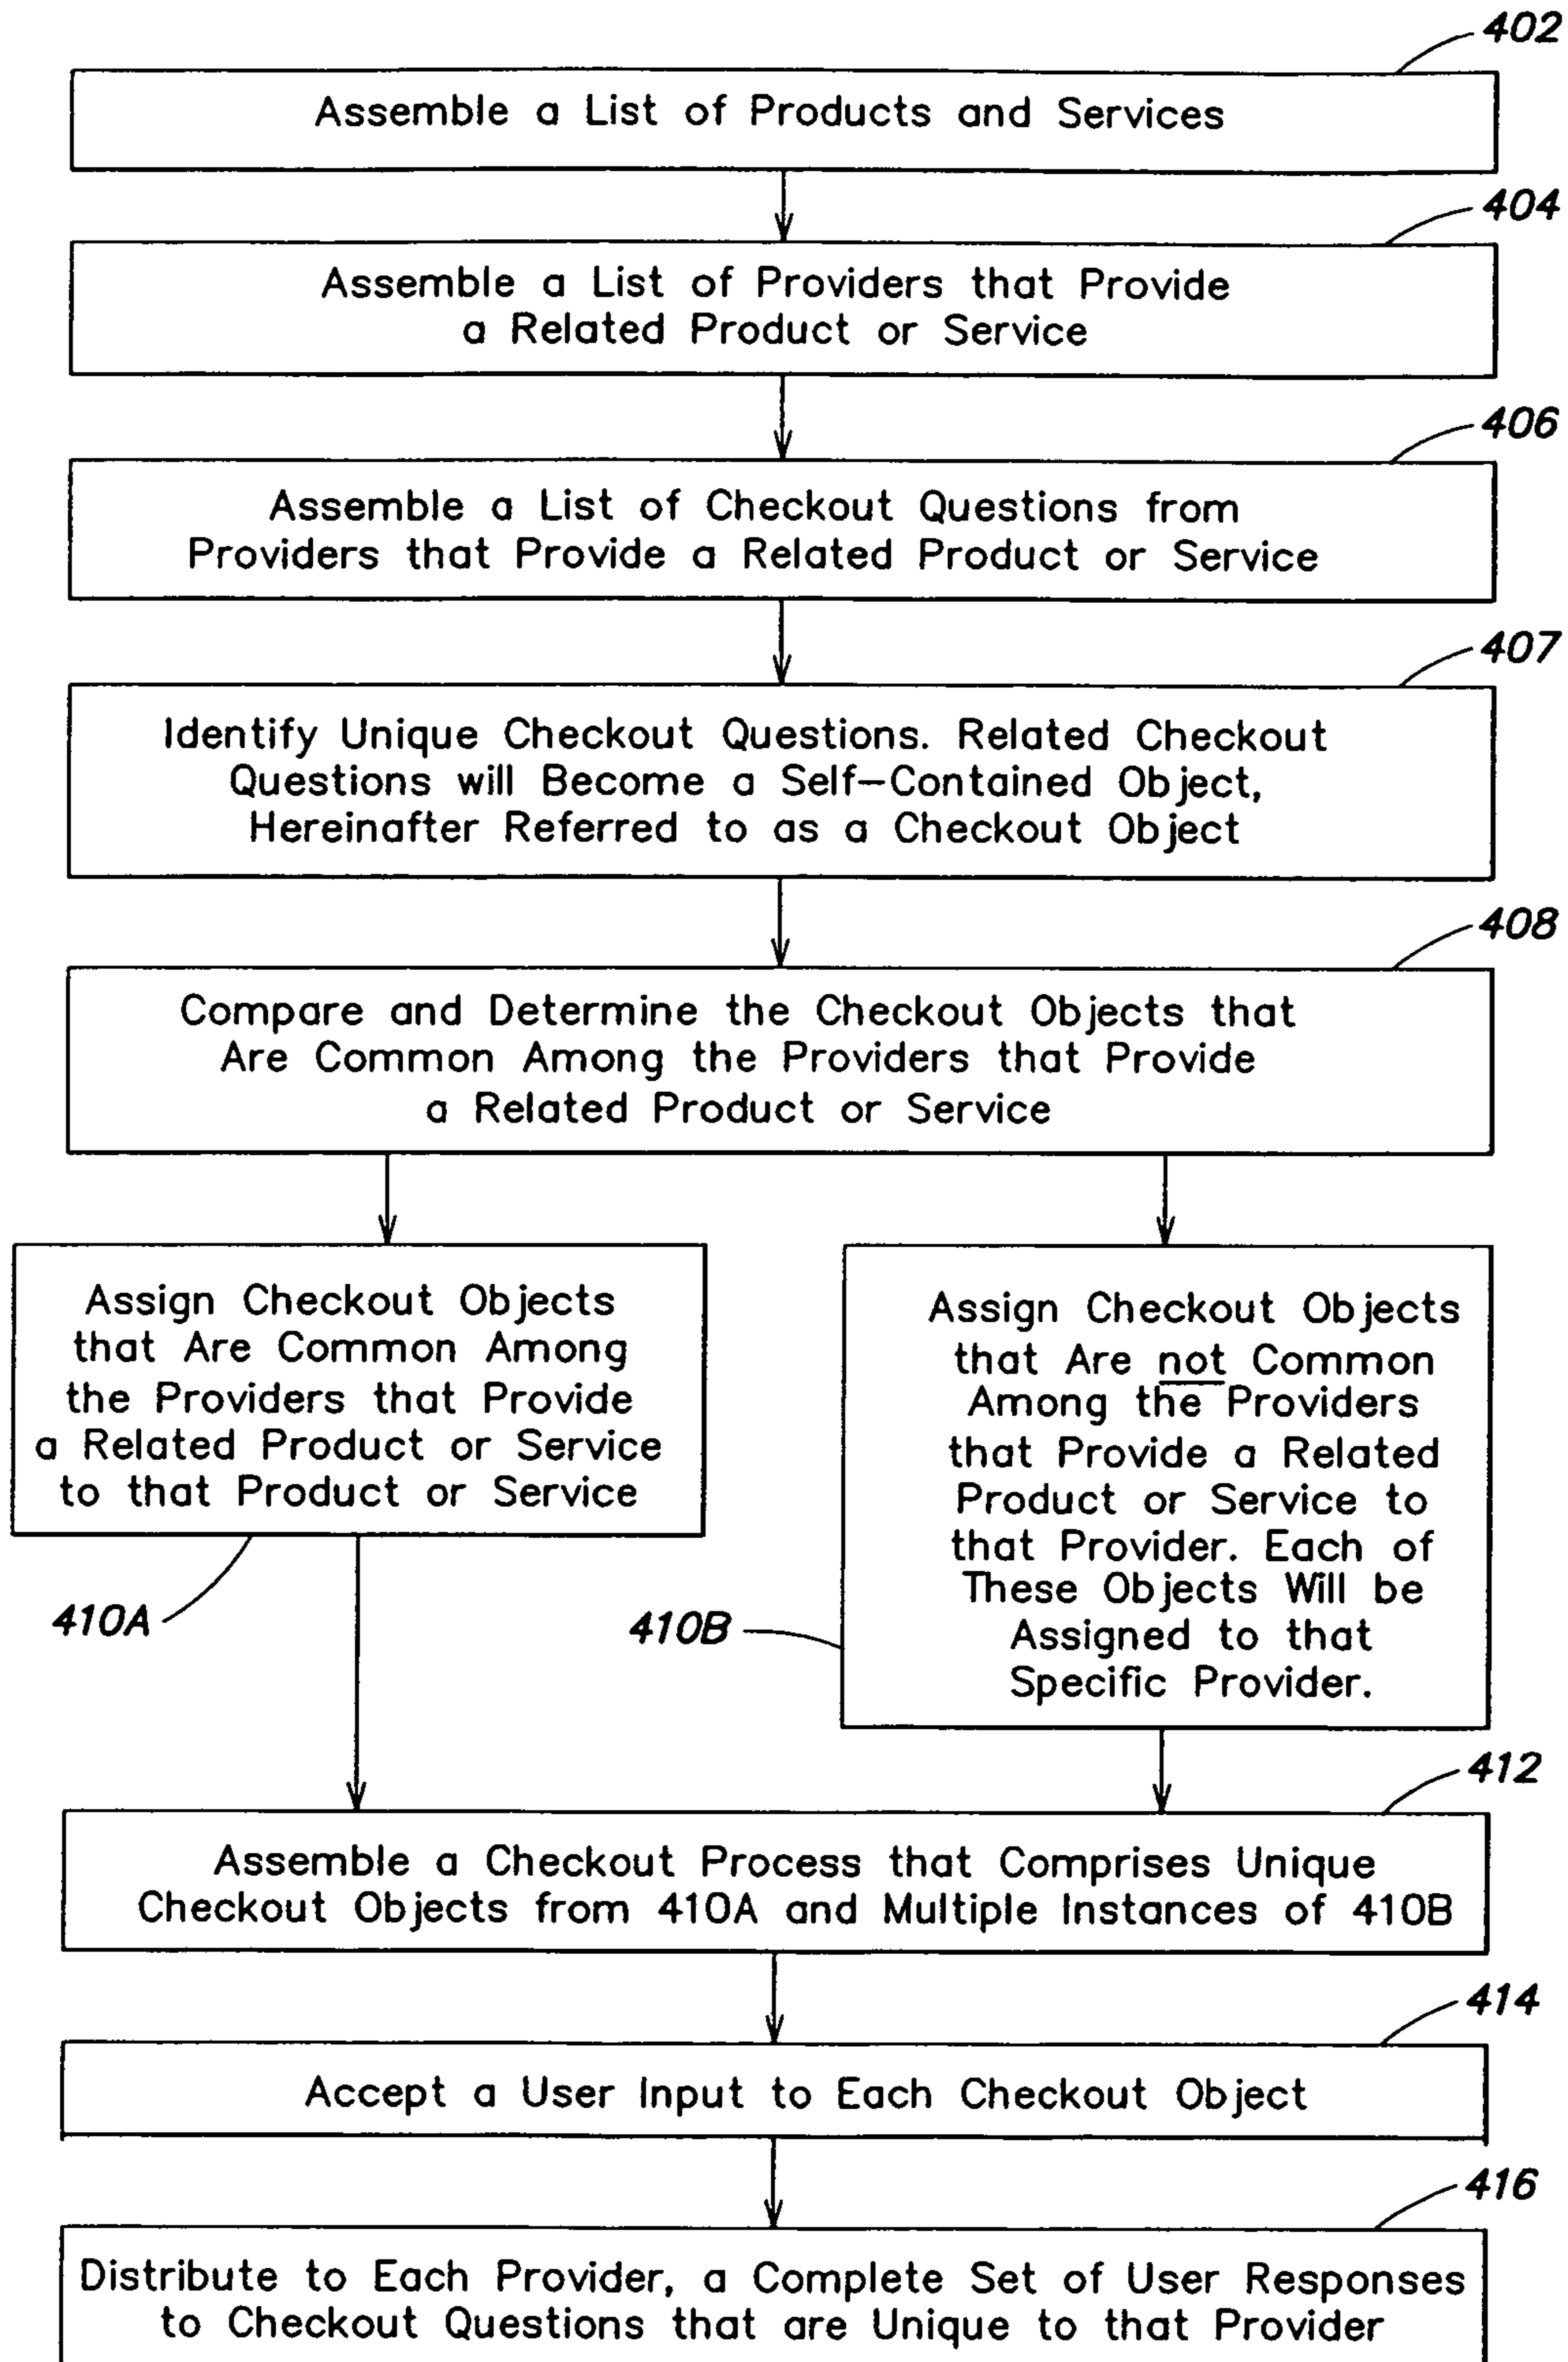 402
Assemble a List of Products and Services
404
Assemble a List of Providers that Provide
a Related Product or Service
406
Assemble a List of Checkout Questions from
Providers that Provide a Related Product or Service
407
Identify Unique Checkout Questions. Related Checkout
Questions will Become a Self-Contained Object,
Hereinafter Referred to as a Checkout Object
408
Compare and Determine the Checkout Objects that
Are Common Among the Providers that Provide
a Related Product or Service
Assign Checkout Objects
that Are Common Among
the Providers that Provide
a Related Product or Service
to that Product or Service
410A
Assign Checkout Objects
that Are not Common
Among the Providers
that Provide a Related
Product or Service to
that Provider. Each of
These Objects Will be
Assigned to that
Specific Provider.
410B
412
Assemble a Checkout Process that Comprises Unique
Checkout Objects from 410A and Multiple Instances of 410B
414
Accept a User Input to Each Checkout Object
416
Distribute to Each Provider, a Complete Set of User Responses
to Checkout Questions that are Unique to that Provider